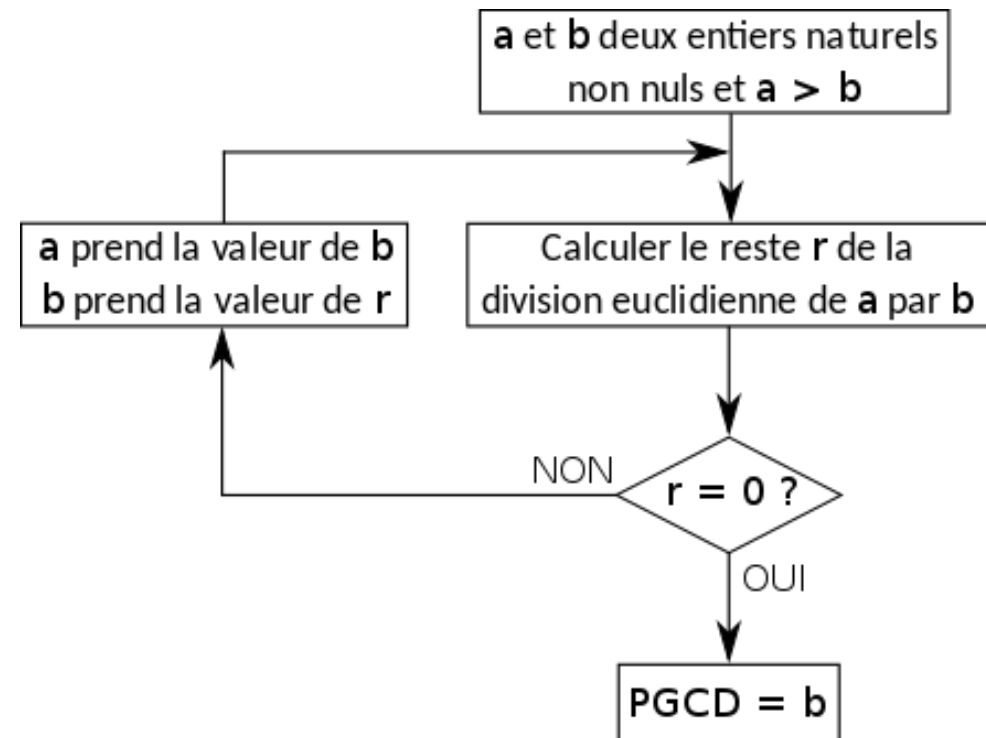 a et b deux entiers naturels
non nuls et a > b
a prend la valeur de b
b prend la valeur de r
Calculer le reste r de la
division euclidienne de a par b
NON
r = 0 ?
OUI
PGCD = b